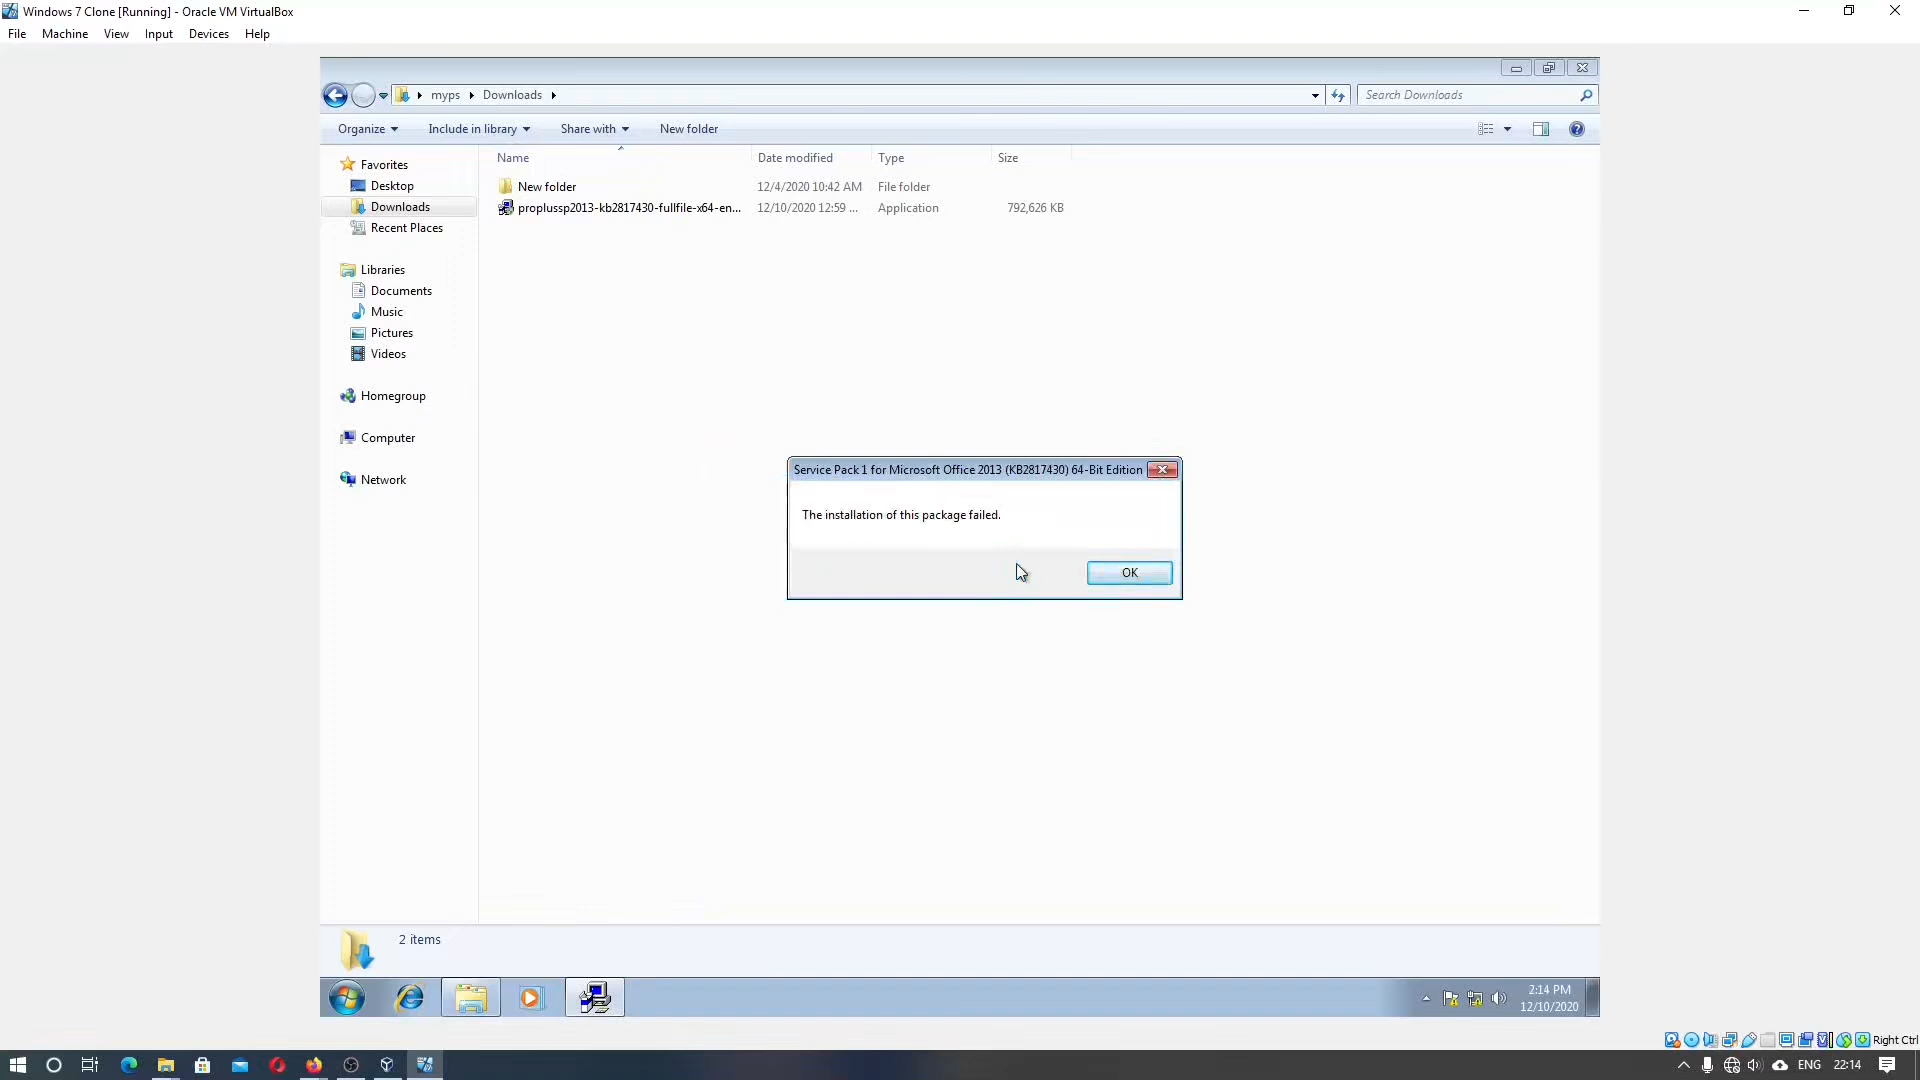 Windows 7 Clone [Running] - Oracle VM VirtualBox
File Machine View Input Devices Help
myps Downloads
Search Downloads
Organize Include in library Share with New folder
Name Date modified Type Size
Favorites
Desktop
Downloads
Recent Places
Libraries
Documents
Music
Pictures
Videos
Homegroup
Computer
Network
New folder 12/4/2020 10:42 AM File folder
proplussp2013-kb2817430-fullfile-x64-en... 12/10/2020 12:59 ... Application 792,626 KB
Service Pack 1 for Microsoft Office 2013 (KB2817430) 64-Bit Edition
The installation of this package failed.
OK
2 items
2:14 PM
12/10/2020
Right Ctrl
ENG 22:14